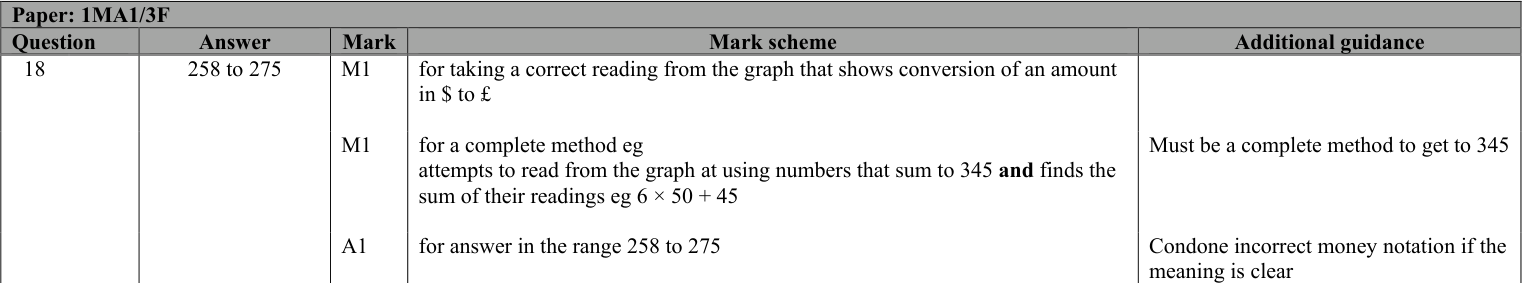 Paper: 1MA1/3F
Question Answer Mark Mark scheme Additional guidance
18 258 to 275 M1 for taking a correct reading from the graph that shows conversion of an amount
in $ to £
M1 for a complete method eg Must be a complete method to get to 345
attempts to read from the graph at using numbers that sum to 345 and finds the
sum of their readings eg 6 × 50 + 45
A1 for answer in the range 258 to 275 Condone incorrect money notation if the
meaning is clear